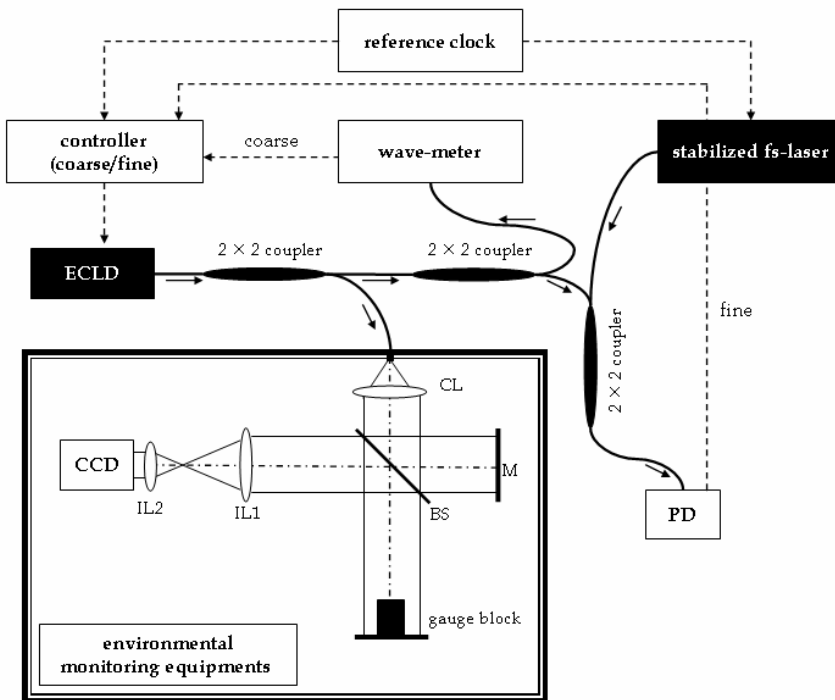 reference clock
controller
(coarse/fine)
coarse
wave-meter
stabilized fs-laser
ECLD
2 × 2 coupler
2 × 2 coupler
fine
2 × 2 coupler
CL
CCD
M
IL2
IL1
BS
PD
gauge block
environmental
monitoring equipments